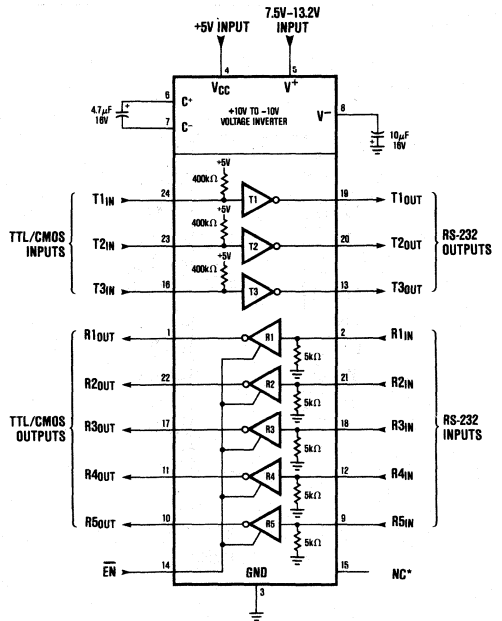 +5V INPUT
7.5V–13.2V
INPUT
4
5
VCC
V+
6
C+
4.7μF
16V
+
7
C−
+10V TO −10V
VOLTAGE INVERTER
V−
8
10μF
16V
+
+5V
400kΩ
T1IN
24
T1
19
T1OUT
+5V
400kΩ
TTL/CMOS
INPUTS
T2IN
23
T2
20
T2OUT
RS-232
OUTPUTS
+5V
400kΩ
T3IN
16
T3
13
T3OUT
R1OUT
1
R1
2
R1IN
5kΩ
R2OUT
22
R2
21
R2IN
5kΩ
TTL/CMOS
OUTPUTS
R3OUT
17
R3
18
R3IN
5kΩ
RS-232
INPUTS
R4OUT
11
R4
12
R4IN
5kΩ
R5OUT
10
R5
9
R5IN
5kΩ
EN
14
GND
15
NC*
3